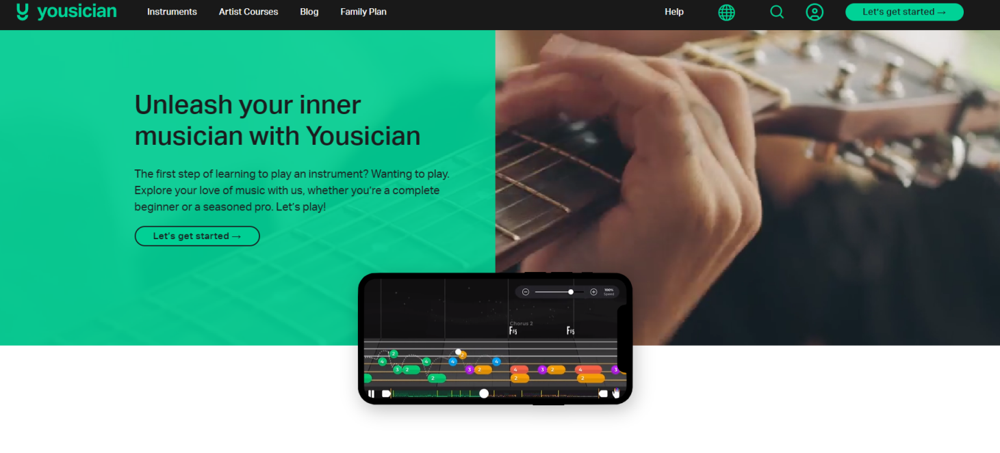 yousician
Instruments
Artist Courses
Blog
Family Plan
Help
Let's get started →
Unleash your inner
musician with Yousician
The first step of learning to play an instrument? Wanting to play.
Explore your love of music with us, whether you're a complete
beginner or a seasoned pro. Let's play!
Let's get started →
100%
Speed
Chorus 2
F#5 F#5
2 2
4 4 4 4
3 2 3 2 4 3 2 4 3
2 2 2